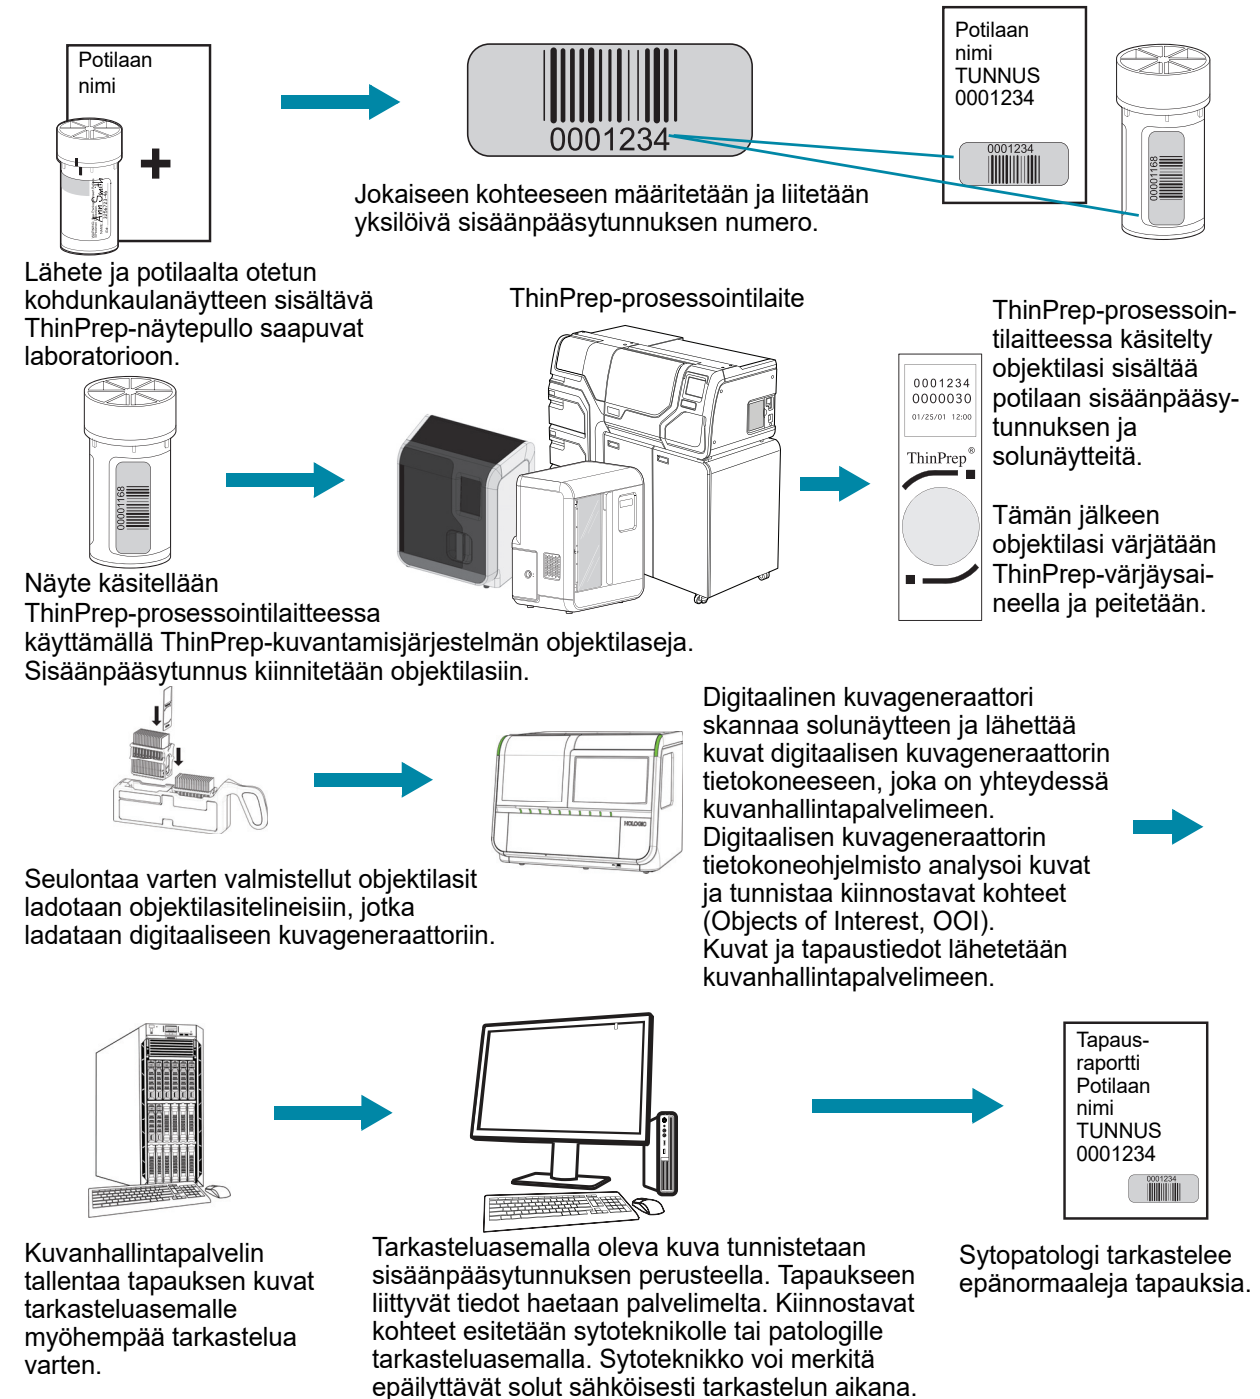 Potilaan
nimi
Ann Smith
0001234
Potilaan
nimi
TUNNUS
0001234
0001234
00001168
Jokaiseen kohteeseen määritetään ja liitetään
yksilöivä sisäänpääsytunnuksen numero.
Lähete ja potilaalta otetun
kohdunkaulanäytteen sisältävä
ThinPrep-näytepullo saapuvat
laboratorioon.
00001168
Näyte käsitellään
ThinPrep-prosessointilaitteessa
käyttämällä ThinPrep-kuvantamisjärjestelmän objektilaseja.
Sisäänpääsytunnus kiinnitetään objektilasiin.
ThinPrep-prosessointilaite
0001234
0000030
01/25/01 12:00
ThinPrep®
ThinPrep-prosessoin-
tilaitteessa käsitelty
objektilasi sisältää
potilaan sisäänpääsy-
tunnuksen ja
solunäytteitä.
Tämän jälkeen
objektilasi värjätään
ThinPrep-värjäysai-
neella ja peitetään.
Seulontaa varten valmistellut objektilasit
ladotaan objektilasitelineisiin, jotka
ladataan digitaaliseen kuvageneraattoriin.
HOLOGIC
Digitaalinen kuvageneraattori
skannaa solunäytteen ja lähettää
kuvat digitaalisen kuvageneraattorin
tietokoneeseen, joka on yhteydessä
kuvanhallintapalvelimeen.
Digitaalisen kuvageneraattorin
tietokoneohjelmisto analysoi kuvat
ja tunnistaa kiinnostavat kohteet
(Objects of Interest, OOI).
Kuvat ja tapaustiedot lähetetään
kuvanhallintapalvelimeen.
Kuvanhallintapalvelin
tallentaa tapauksen kuvat
tarkasteluasemalle
myöhempää tarkastelua
varten.
Tarkasteluasemalla oleva kuva tunnistetaan
sisäänpääsytunnuksen perusteella. Tapaukseen
liittyvät tiedot haetaan palvelimelta. Kiinnostavat
kohteet esitetään sytoteknikolle tai patologille
tarkasteluasemalla. Sytoteknikko voi merkitä
epäilyttävät solut sähköisesti tarkastelun aikana.
Tapaus-
raportti
Potilaan
nimi
TUNNUS
0001234
0001234
Sytopatologi tarkastelee
epänormaaleja tapauksia.